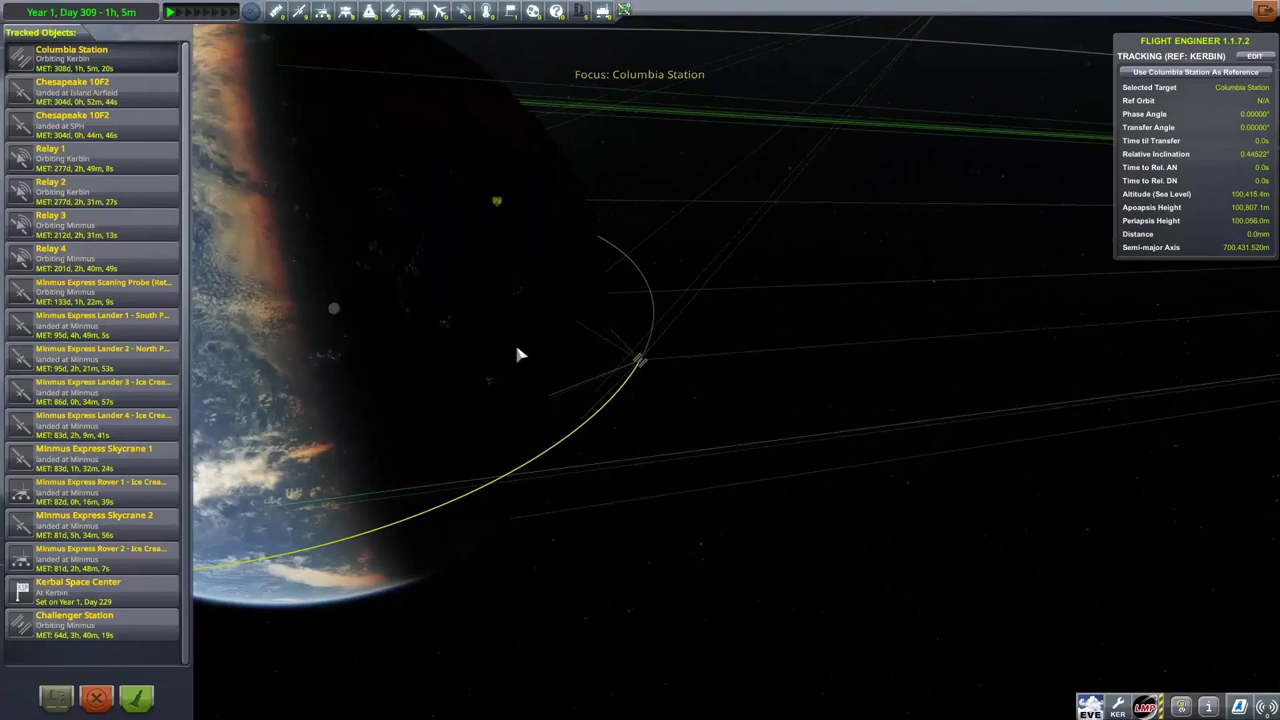 Year 1, Day 309 - 1h, 5m
Tracked Objects:
Columbia Station
Orbiting Kerbin
MET: 308d, 1h, 5m, 20s
Chesapeake 10F2
landed at Island Airfield
MET: 304d, 0h, 52m, 44s
Chesapeake 10F2
landed at SPH
MET: 304d, 0h, 44m, 46s
Relay 1
Orbiting Kerbin
MET: 277d, 2h, 49m, 8s
Relay 2
Orbiting Kerbin
MET: 277d, 2h, 31m, 27s
Relay 3
Orbiting Minmus
MET: 212d, 2h, 31m, 13s
Relay 4
Orbiting Minmus
MET: 201d, 2h, 40m, 49s
Minmus Express Scaning Probe (Ret...
MET: 133d, 1h, 22m, 9s
Minmus Express Lander 1 - South P...
landed at Minmus
MET: 95d, 4h, 49m, 5s
Minmus Express Lander 2 - North P...
landed at Minmus
MET: 95d, 2h, 21m, 53s
Minmus Express Lander 3 - Ice Crea...
landed at Minmus
MET: 86d, 0h, 34m, 57s
Minmus Express Lander 4 - Ice Crea...
landed at Minmus
MET: 83d, 2h, 9m, 41s
Minmus Express Skycrane 1
landed at Minmus
MET: 83d, 1h, 32m, 24s
Minmus Express Rover 1 - Ice Crea...
landed at Minmus
MET: 82d, 0h, 16m, 39s
Minmus Express Skycrane 2
landed at Minmus
MET: 81d, 5h, 34m, 56s
Minmus Express Rover 2 - Ice Crea...
landed at Minmus
MET: 81d, 2h, 48m, 7s
Kerbal Space Center
At Kerbin
Set on Year 1, Day 229
Challenger Station
Orbiting Minmus
MET: 64d, 3h, 40m, 19s
Focus: Columbia Station
FLIGHT ENGINEER 1.1.7.2
TRACKING (REF: KERBIN) EDIT
Use Columbia Station As Reference
Selected Target Columbia Station
Ref Orbit N/A
Phase Angle 0.00000°
Transfer Angle 0.00000°
Time til Transfer 0.0s
Relative Inclination 0.44522°
Time to Rel. AN 0.0s
Time to Rel. DN 0.0s
Altitude (Sea Level) 100,415.4m
Apoapsis Height 100,807.1m
Periapsis Height 100,056.0m
Distance 0.0mm
Semi-major Axis 700,431.520m
EVE KER LMP